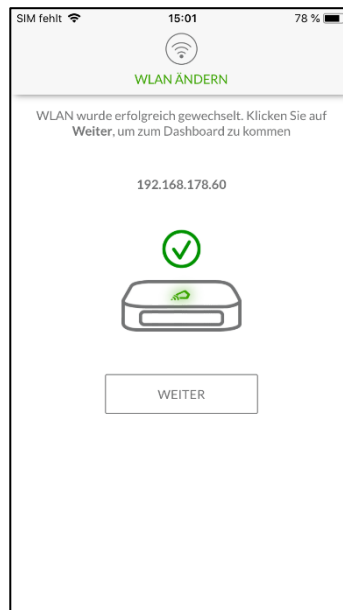 SIM fehlt 15:01 78 %
WLAN ÄNDERN
WLAN wurde erfolgreich gewechselt. Klicken Sie auf
Weiter, um zum Dashboard zu kommen
192.168.178.60
WEITER